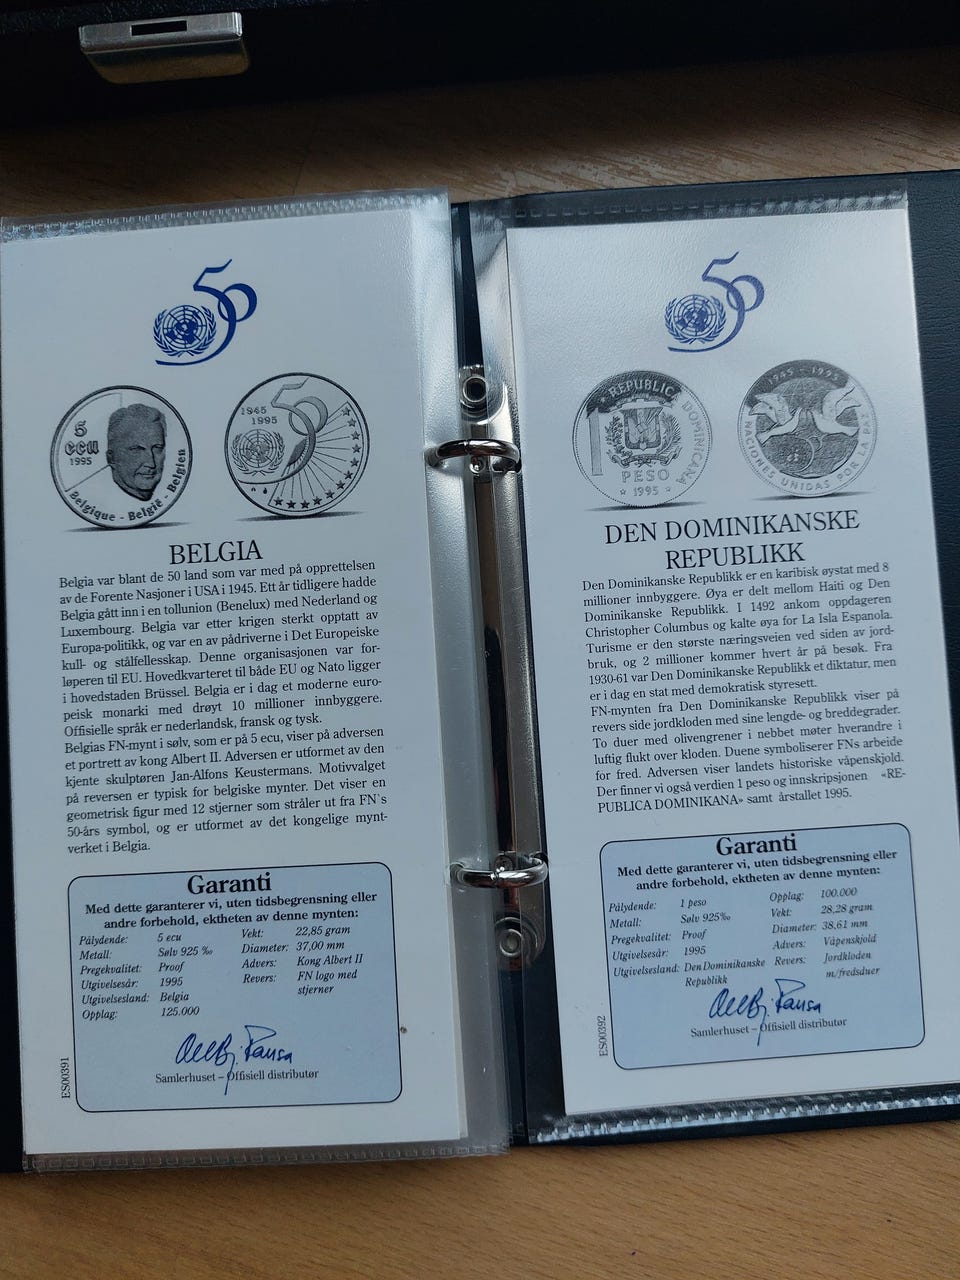 50
5
ecu
1995
Belgique - België - Belgien
1945
1995
50
BELGIA
Belgia var blant de 50 land som var med på opprettelsen
av de Forente Nasjoner i USA i 1945. Ett år tidligere hadde
Belgia gått inn i en tollunion (Benelux) med Nederland og
Luxembourg. Belgia var etter krigen sterkt opptatt av
Europa-politikk, og var en av pådriverne i Det Europeiske
kull- og stålfellesskap. Denne organisasjonen var for-
løperen til EU. Hovedkvarteret til både EU og Nato ligger
i hovedstaden Brüssel. Belgia er i dag et moderne euro-
peisk monarki med drøyt 10 millioner innbyggere.
Offisielle språk er nederlandsk, fransk og tysk.
Belgias FN-mynt i sølv, som er på 5 ecu, viser på adversen
et portrett av kong Albert II. Adversen er utformet av den
kjente skulptøren Jan-Alfons Keustermans. Motivvalget
på reversen er typisk for belgiske mynter. Det viser en
geometrisk figur med 12 stjerner som stråler ut fra FN`s
50-års symbol, og er utformet av det kongelige mynt-
verket i Belgia.
Garanti
Med dette garanterer vi, uten tidsbegrensning eller
andre forbehold, ektheten av denne mynten:
Pålydende: 5 ecu
Metall: Sølv 925 ‰
Pregekvalitet: Proof
Utgivelsesår: 1995
Utgivelsesland: Belgia
Opplag: 125.000
Vekt: 22,85 gram
Diameter: 37,00 mm
Advers: Kong Albert II
Revers: FN logo med
stjerner
Samlerhuset – Offisiell distributør
ES00391
50
REPUBLICA DOMINICANA
1
PESO
1995
1945 - 1995
NACIONES UNIDAS POR LA PAZ
50
DEN DOMINIKANSKE
REPUBLIKK
Den Dominikanske Republikk er en karibisk øystat med 8
millioner innbyggere. Øya er delt mellom Haiti og Den
Dominikanske Republikk. I 1492 ankom oppdageren
Christopher Columbus og kalte øya for La Isla Espanola.
Turisme er den største næringsveien ved siden av jord-
bruk, og 2 millioner kommer hvert år på besøk. Fra
1930-61 var Den Dominikanske Republikk et diktatur, men
er i dag en stat med demokratisk styresett.
FN-mynten fra Den Dominikanske Republikk viser på
revers side jordkloden med sine lengde- og breddegrader.
To duer med olivengrener i nebbet møter hverandre i
luftig flukt over kloden. Duene symboliserer FNs arbeide
for fred. Adversen viser landets historiske våpenskjold.
Der finner vi også verdien 1 peso og innskripsjonen «RE-
PUBLICA DOMINIKANA» samt årstallet 1995.
Garanti
Med dette garanterer vi, uten tidsbegrensning eller
andre forbehold, ektheten av denne mynten:
Pålydende: 1 peso
Metall: Sølv 925‰
Pregekvalitet: Proof
Utgivelsesår: 1995
Utgivelsesland: Den Dominikanske
Republikk
Opplag: 100.000
Vekt: 28,28 gram
Diameter: 38,61 mm
Advers: Våpenskjold
Revers: Jordkloden
m/fredsduer
Samlerhuset – Offisiell distributør
ES00392